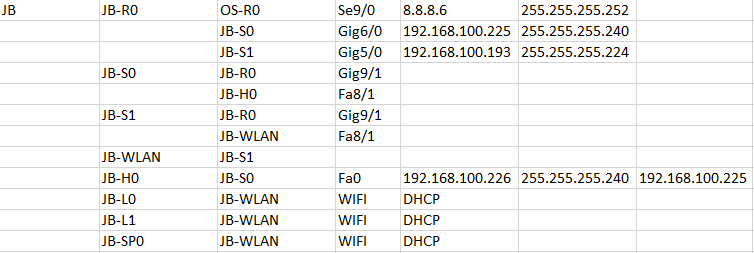 JB JB-R0 OS-R0 Se9/0 8.8.8.6 255.255.255.252
JB-S0 Gig6/0 192.168.100.225 255.255.255.240
JB-S1 Gig5/0 192.168.100.193 255.255.255.224
JB-S0 JB-R0 Gig9/1
JB-H0 Fa8/1
JB-S1 JB-R0 Gig9/1
JB-WLAN Fa8/1
JB-WLAN JB-S1
JB-H0 JB-S0 Fa0 192.168.100.226 255.255.255.240 192.168.100.225
JB-L0 JB-WLAN WIFI DHCP
JB-L1 JB-WLAN WIFI DHCP
JB-SP0 JB-WLAN WIFI DHCP